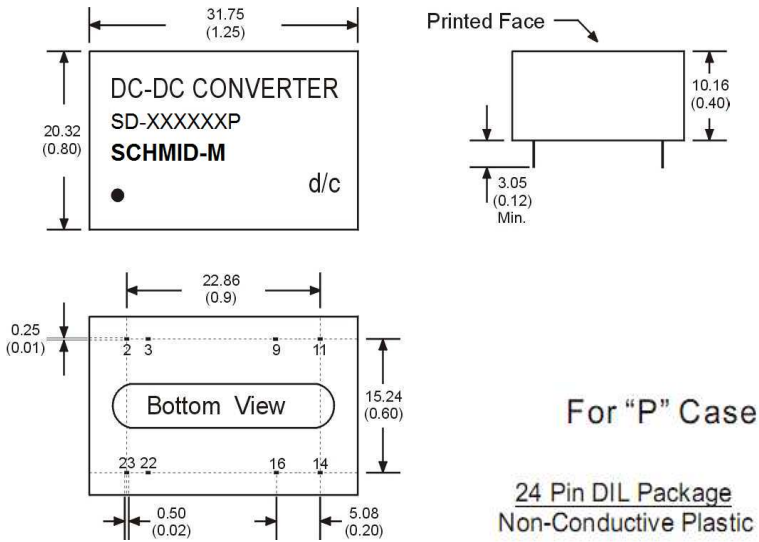 31.75
(1.25)
Printed Face
DC-DC CONVERTER
SD-XXXXXXP
SCHMID-M
d/c
20.32
(0.80)
10.16
(0.40)
3.05
(0.12)
Min.
22.86
(0.9)
0.25
(0.01)
2 3 9 11
Bottom View
15.24
(0.60)
23 22 16 14
0.50
(0.02)
5.08
(0.20)
For "P" Case
24 Pin DIL Package
Non-Conductive Plastic